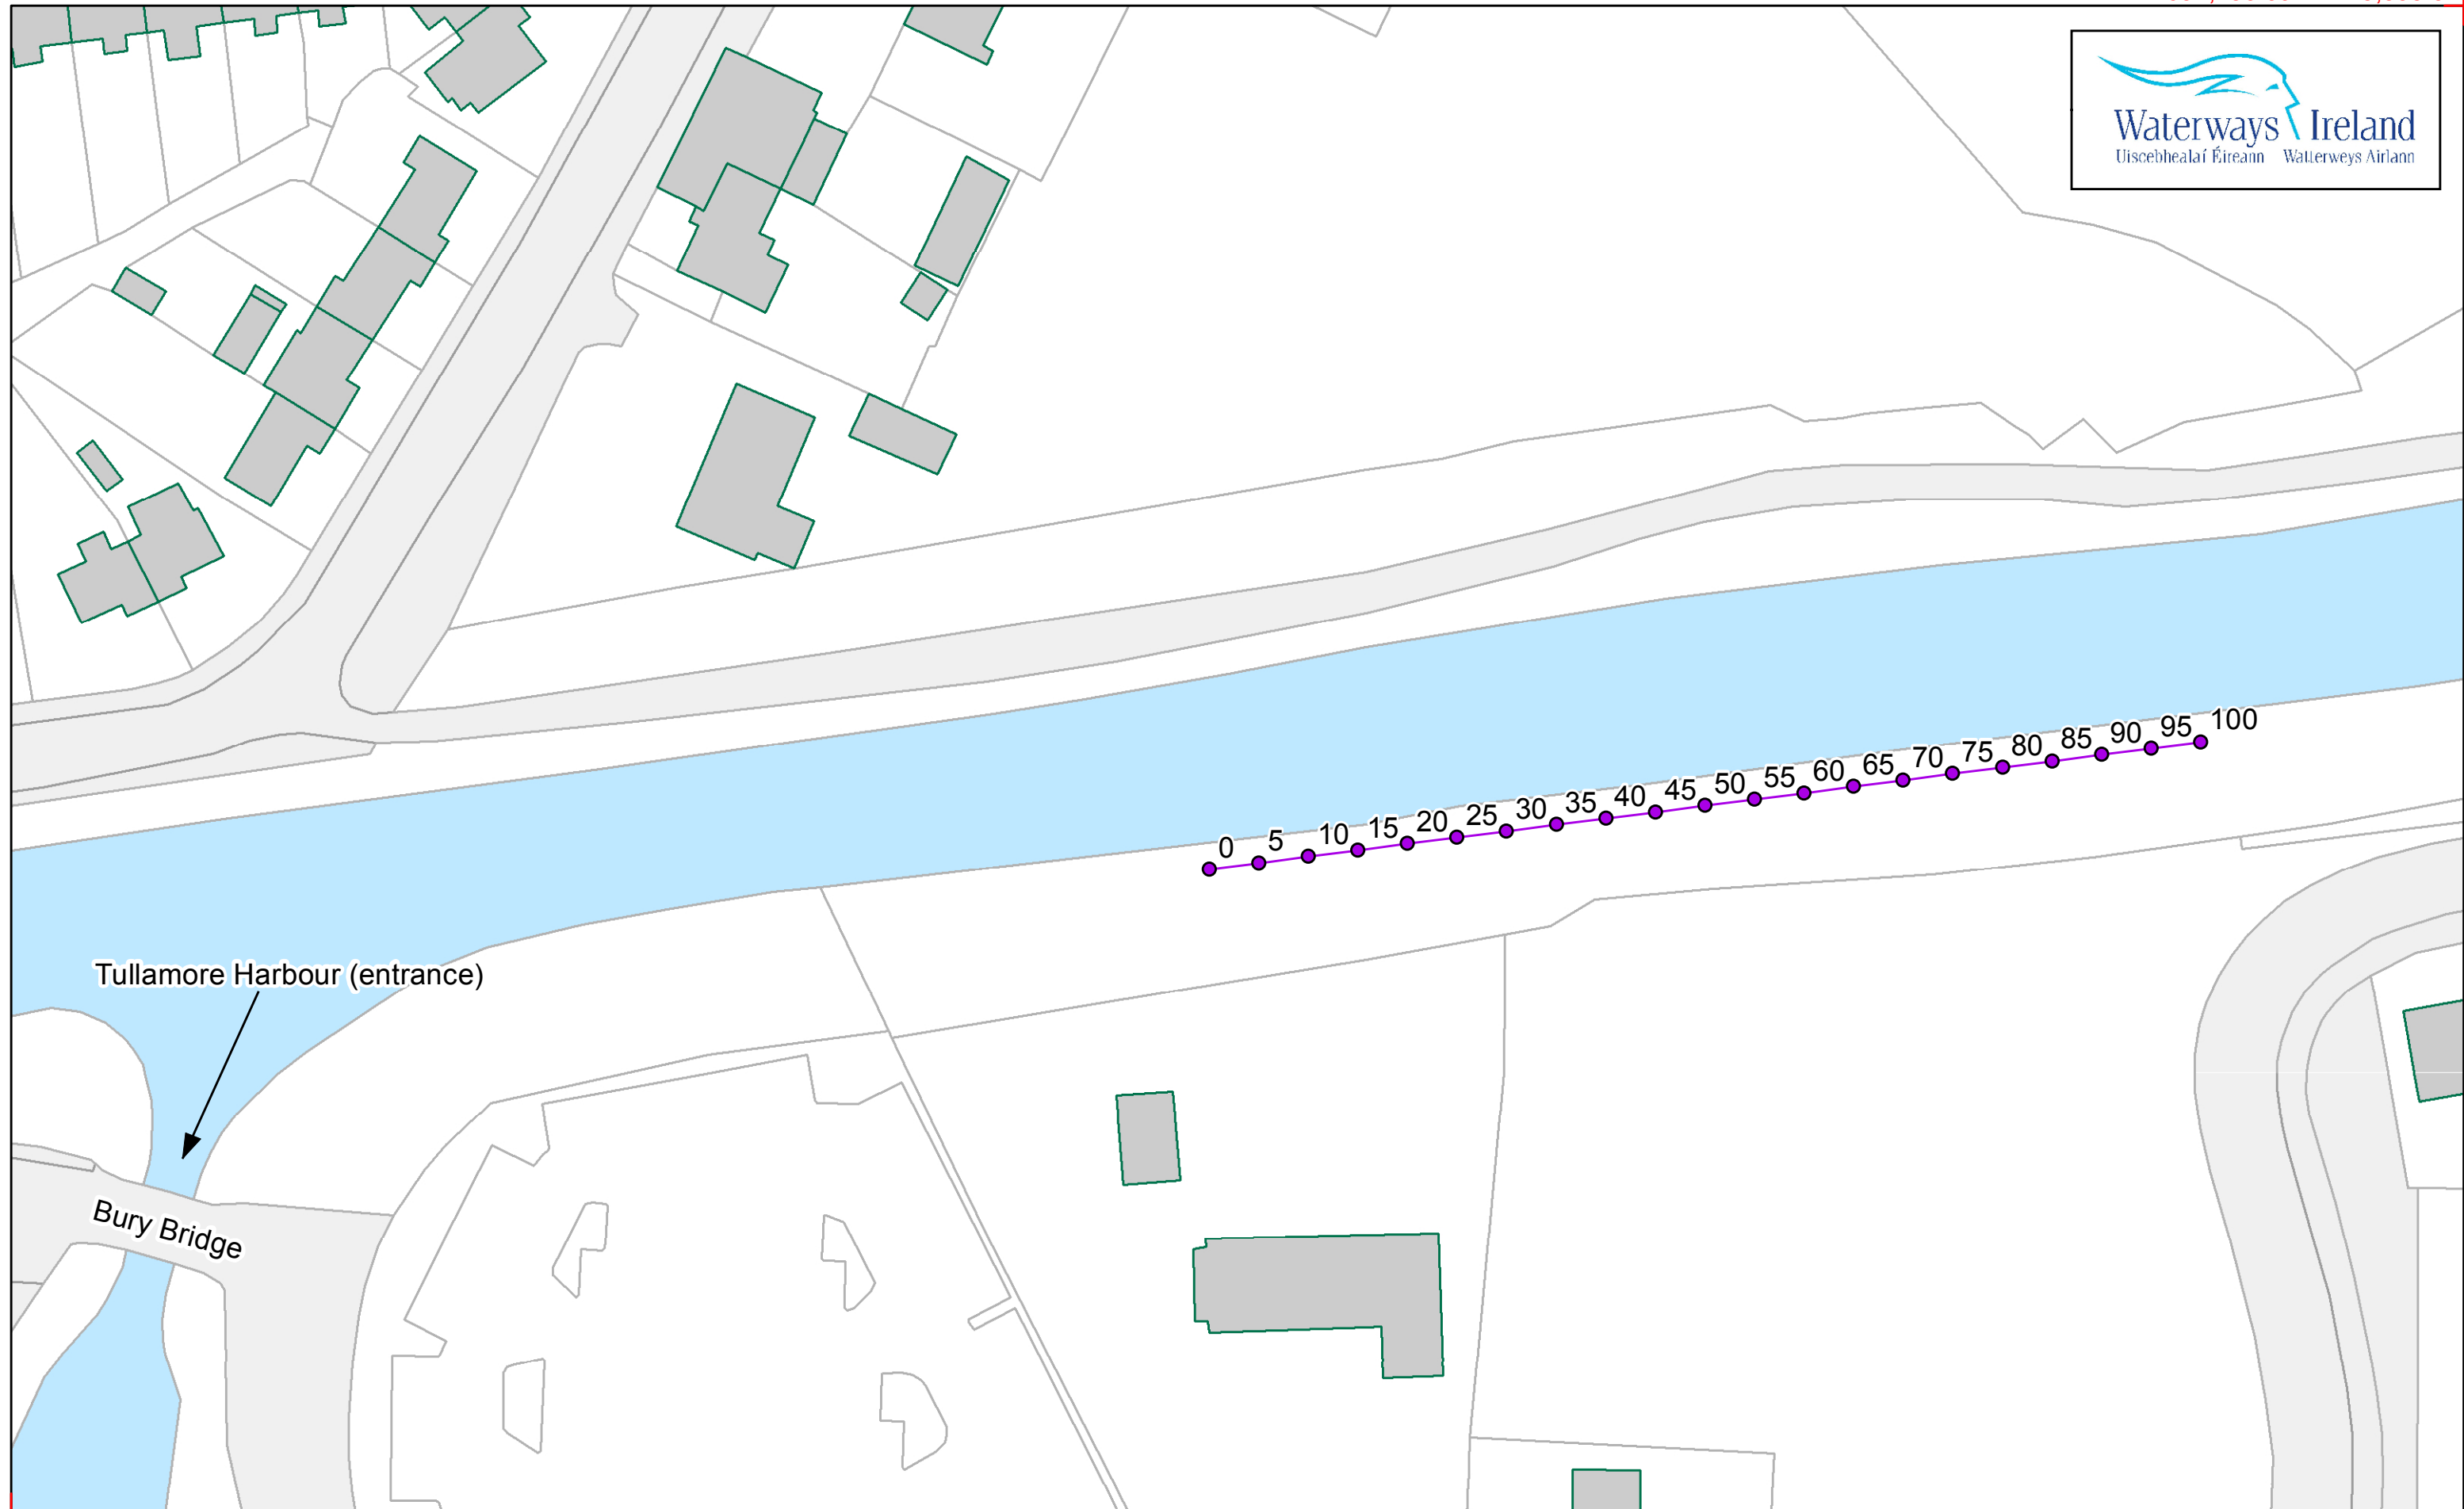 Waterways Ireland
Uiscebhealaí Éireann Watterweys Airlann
0 5 10 15 20 25 30 35 40 45 50 55 60 65 70 75 80 85 90 95 100
Tullamore Harbour (entrance)
Bury Bridge